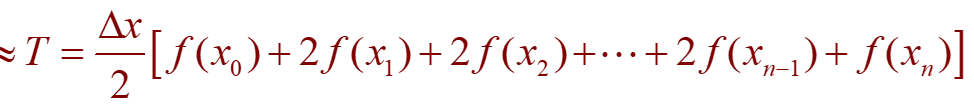 ≈ T = Δx/2 [f(x₀) + 2f(x₁) + 2f(x₂) + ⋯ + 2f(xₙ₋₁) + f(xₙ)]